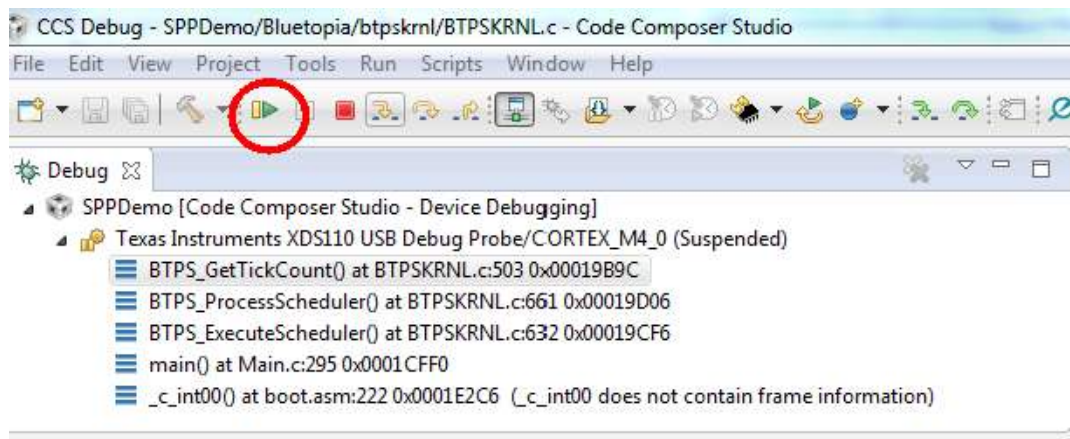 CCS Debug - SPPDemo/Bluetopia/btpskrnl/BTPSKRNL.c - Code Composer Studio
File Edit View Project Tools Run Scripts Window Help
Debug
SPPDemo [Code Composer Studio - Device Debugging]
Texas Instruments XDS110 USB Debug Probe/CORTEX_M4_0 (Suspended)
BTPS_GetTickCount() at BTPSKRNL.c:503 0x00019B9C
BTPS_ProcessScheduler() at BTPSKRNL.c:661 0x00019D06
BTPS_ExecuteScheduler() at BTPSKRNL.c:632 0x00019CF6
main() at Main.c:295 0x0001CFF0
_c_int00() at boot.asm:222 0x0001E2C6 (_c_int00 does not contain frame information)